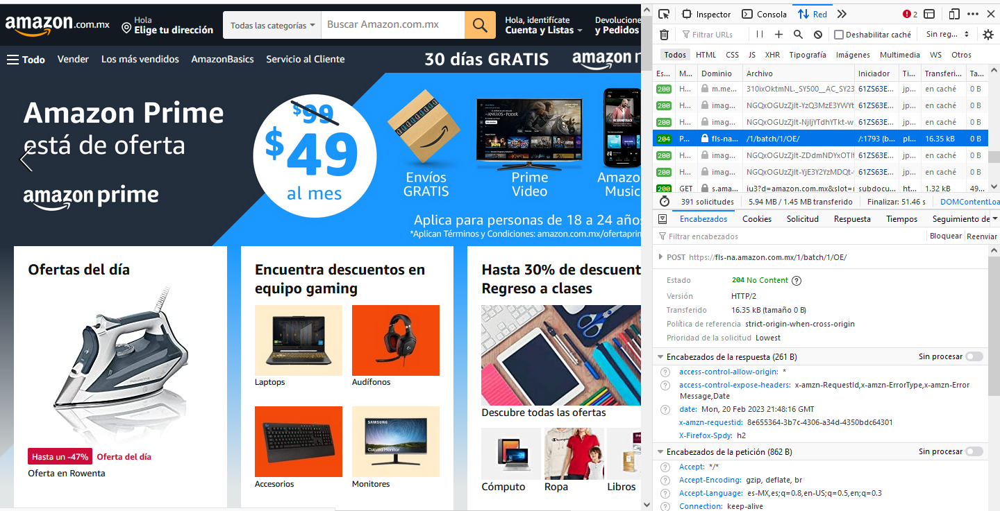 amazon.com.mx
Hola
Elige tu dirección
Todas las categorías
Buscar Amazon.com.mx
Hola, identifícate
Cuenta y Listas
Devolucione
y Pedidos
Todo
Vender
Los más vendidos
AmazonBasics
Servicio al Cliente
30 días GRATIS
amazon
Amazon Prime
está de oferta
amazon prime
$99
$49
al mes
Envíos
GRATIS
Prime
Video
Amazo
Music
Aplica para personas de 18 a 24 años
*Aplican Términos y Condiciones: amazon.com.mx/ofertaprim
Ofertas del día
Hasta un -47%
Oferta del día
Oferta en Rowenta
Encuentra descuentos en
equipo gaming
Laptops
Audífonos
SAMSUNG
Curved Monitor
Accesorios
Monitores
Hasta 30% de descuent
Regreso a clases
Descubre todas las ofertas
Champion
Cómputo
Ropa
Libros
Inspector
Consola
Red
2
Filtrar URLs
Deshabilitar caché
Sin reg...
Todos
HTML
CSS
JS
XHR
Tipografía
Imágenes
Multimedia
WS
Otros
Es... M... Dominio Archivo Iniciador Ti... Transferi... Ta...
200 H... m.me... 310ixOktmNL._SY500__AC_SY23 61ZS63E... jp... en caché 0 B
200 H... imag... NGQxOGUzZjlt-YzQ3MzE3YWYt 61ZS63E... jp... en caché 0 B
200 H... imag... NGQxOGUzZjlt-NjljYTdhYTkt-w 61ZS63E... jp... en caché 0 B
204 P... fls-na... /1/batch/1/OE/ /:1793 (b... pl... 16.35 kB 0 B
200 H... imag... NGQxOGUzZjlt-ZDdmNDYxOTIt 61ZS63E... jp... en caché 0 B
200 H... imag... NGQxOGUzZjlt-YjE3Y2YzMDQt- 61ZS63E... jp... en caché 0 B
200 GET s.ama... iu3?d=amazon.com.mx&slot=r subdocu... ht... 1.32 kB 49...
391 solicitudes
5.94 MB / 1.45 MB transferido
Finalizar: 51.46 s
DOMContentLoa
Encabezados
Cookies
Solicitud
Respuesta
Tiempos
Seguimiento de
Filtrar encabezados
Bloquear
Reenviar
POST https://fls-na.amazon.com.mx/1/batch/1/OE/
Estado 204 No Content
Versión HTTP/2
Transferido 16.35 kB (tamaño 0 B)
Política de referencia strict-origin-when-cross-origin
Prioridad de la solicitud Lowest
Encabezados de la respuesta (261 B)
Sin procesar
access-control-allow-origin: *
access-control-expose-headers: x-amzn-RequestId,x-amzn-ErrorType,x-amzn-Error
Message,Date
date: Mon, 20 Feb 2023 21:48:16 GMT
x-amzn-requestid: 8e655364-3b7c-4306-a34d-4350bdc64301
X-Firefox-Spdy: h2
Encabezados de la petición (862 B)
Sin procesar
Accept: */*
Accept-Encoding: gzip, deflate, br
Accept-Language: es-MX,es;q=0.8,en-US;q=0.5,en;q=0.3
Connection: keep-alive